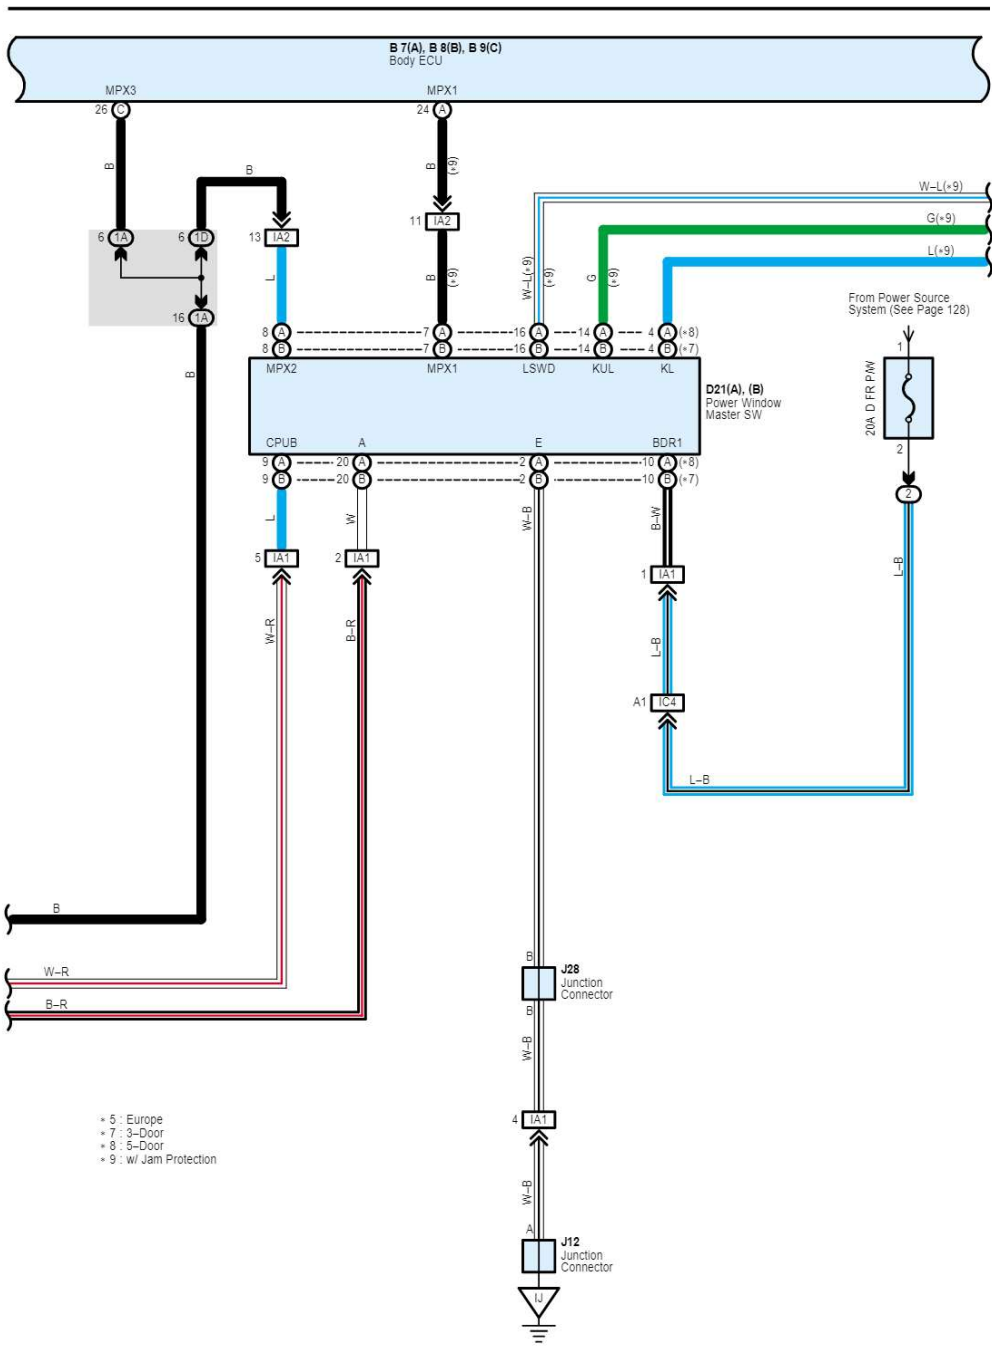 B 7(A), B 8(B), B 9(C)
Body ECU
MPX3
MPX1
26 C
24 A
B
B
(*9)
B
W–L(*9)
G(*9)
L(*9)
11 IA2
6 1A
6 1D
13 IA2
L
B
(*9)
W–L(*9)
(*9)
G
(*9)
From Power Source
System (See Page 128)
16 1A
1
B
8 A 7 A 16 A 14 A 4 A (*8)
8 B 7 B 16 B 14 B 4 B (*7)
MPX2 MPX1 LSWD KUL KL
20A D FR P/W
D21(A), (B)
Power Window
Master SW
CPUB A E BDR1
2
9 A 20 A 2 A 10 A (*8)
9 B 20 B 2 B 10 B (*7)
2
L
W
W–B
B–W
5 IA1
2 IA1
1 IA1
L–B
W–R
B–R
L–B
A1 IC4
L–B
B
W–R
B–R
B
J28
Junction
Connector
B
W–B
4 IA1
* 5 : Europe
* 7 : 3–Door
* 8 : 5–Door
* 9 : w/ Jam Protection
W–B
A
J12
Junction
Connector
IJ